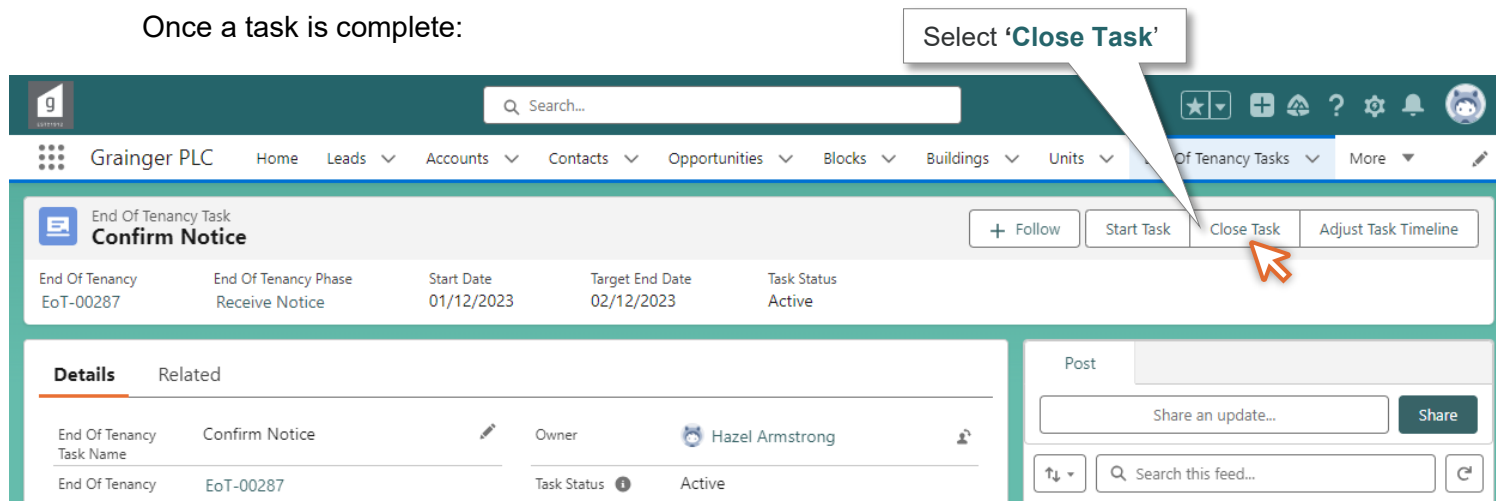 Once a task is complete:
Select ‘Close Task’
g
Search...
?
Grainger PLC Home Leads Accounts Contacts Opportunities Blocks Buildings Units Of Tenancy Tasks More
End Of Tenancy Task
Confirm Notice
Follow Start Task Close Task Adjust Task Timeline
End Of Tenancy End Of Tenancy Phase Start Date Target End Date Task Status
EoT-00287 Receive Notice 01/12/2023 02/12/2023 Active
Details Related
Post
Share an update... Share
End Of Tenancy Confirm Notice Owner Hazel Armstrong
Task Name
Search this feed...
End Of Tenancy EoT-00287 Task Status Active